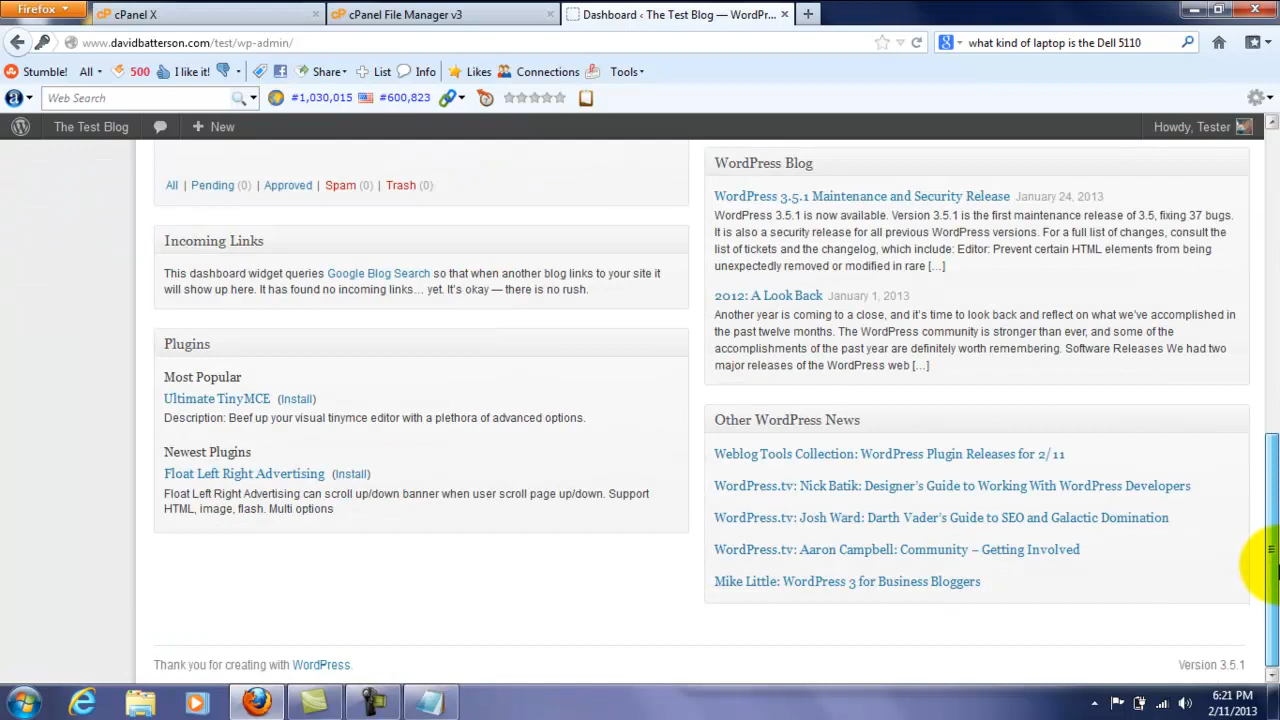 Firefox
cPanel X
cPanel File Manager v3
Dashboard ‹ The Test Blog — WordPr...
www.davidbatterson.com/test/wp-admin/
what kind of laptop is the Dell 5110
Stumble! All 500 I like it! Share List Info Likes Connections Tools
Web Search #1,030,015 #600,823
The Test Blog + New Howdy, Tester
All | Pending (0) | Approved | Spam (0) | Trash (0)
Incoming Links
This dashboard widget queries Google Blog Search so that when another blog links to your site it
will show up here. It has found no incoming links… yet. It's okay — there is no rush.
Plugins
Most Popular
Ultimate TinyMCE (Install)
Description: Beef up your visual tinymce editor with a plethora of advanced options.
Newest Plugins
Float Left Right Advertising (Install)
Float Left Right Advertising can scroll up/down banner when user scroll page up/down. Support
HTML, image, flash. Multi options
WordPress Blog
WordPress 3.5.1 Maintenance and Security Release January 24, 2013
WordPress 3.5.1 is now available. Version 3.5.1 is the first maintenance release of 3.5, fixing 37 bugs.
It is also a security release for all previous WordPress versions. For a full list of changes, consult the
list of tickets and the changelog, which include: Editor: Prevent certain HTML elements from being
unexpectedly removed or modified in rare [...]
2012: A Look Back January 1, 2013
Another year is coming to a close, and it's time to look back and reflect on what we've accomplished in
the past twelve months. The WordPress community is stronger than ever, and some of the
accomplishments of the past year are definitely worth remembering. Software Releases We had two
major releases of the WordPress web [...]
Other WordPress News
Weblog Tools Collection: WordPress Plugin Releases for 2/11
WordPress.tv: Nick Batik: Designer's Guide to Working With WordPress Developers
WordPress.tv: Josh Ward: Darth Vader's Guide to SEO and Galactic Domination
WordPress.tv: Aaron Campbell: Community – Getting Involved
Mike Little: WordPress 3 for Business Bloggers
Thank you for creating with WordPress.
Version 3.5.1
6:21 PM
2/11/2013